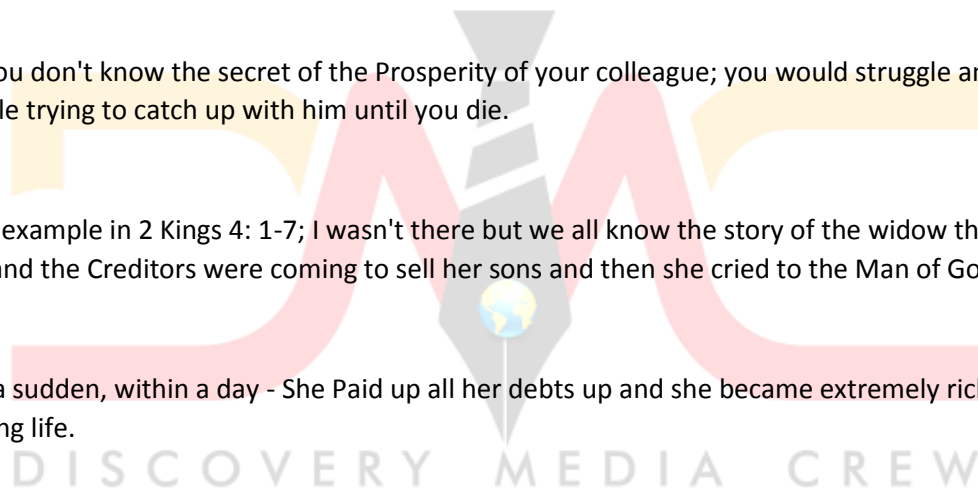 ou don't know the secret of the Prosperity of your colleague; you would struggle a
le trying to catch up with him until you die.
example in 2 Kings 4: 1-7; I wasn't there but we all know the story of the widow th
and the Creditors were coming to sell her sons and then she cried to the Man of Go
a sudden, within a day - She Paid up all her debts up and she became extremely rich
ng life.
DMC
DISCOVERY MEDIA CREW